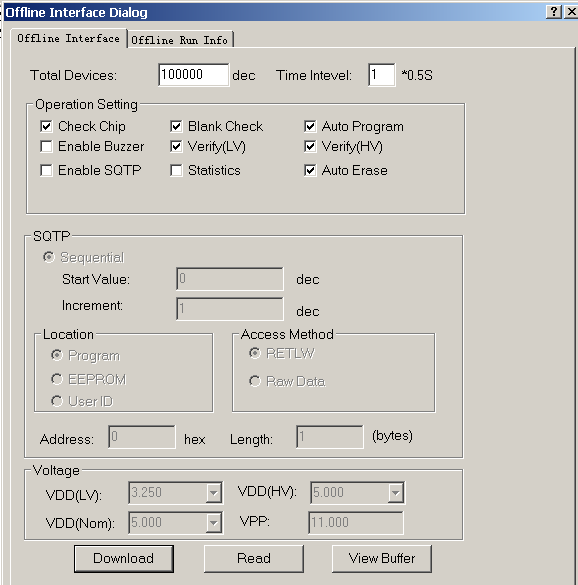 Offline Interface Dialog
Offline Interface Offline Run Info
Total Devices: 100000 dec Time Intevel: 1 *0.5S
Operation Setting
Check Chip Blank Check Auto Program
Enable Buzzer Verify(LV) Verify(HV)
Enable SQTP Statistics Auto Erase
SQTP
Sequential
Start Value: 0 dec
Increment: 1 dec
Location Access Method
Program RETLW
EEPROM Raw Data
User ID
Address: 0 hex Length: 1 (bytes)
Voltage
VDD(LV): 3.250 VDD(HV): 5.000
VDD(Nom): 5.000 VPP: 11.000
Download Read View Buffer